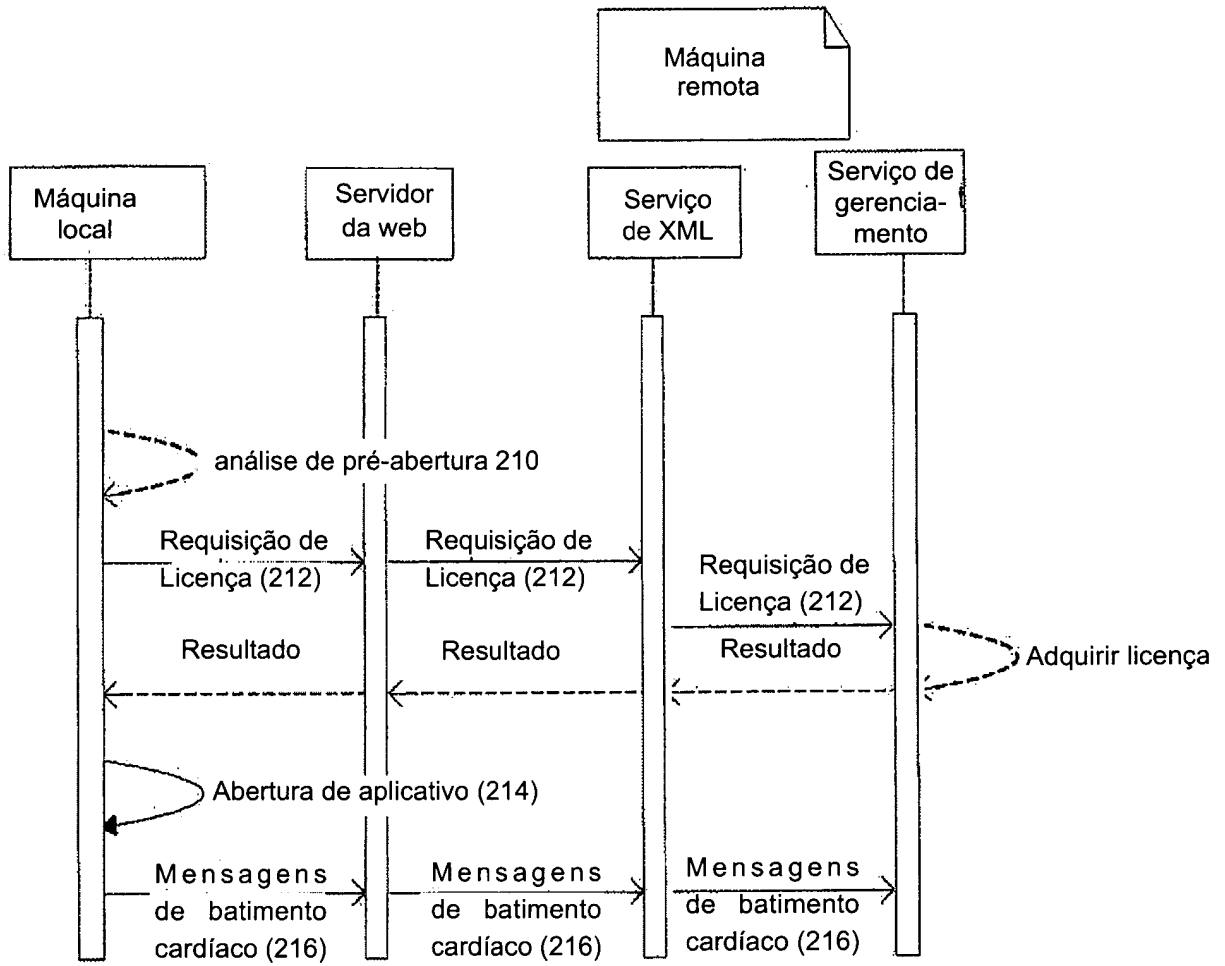 Máquina
remota
Máquina
local
Servidor
da web
Serviço
de XML
Serviço de
gerencia-
mento
análise de pré-abertura 210
Requisição de
Licença (212)
Requisição de
Licença (212)
Requisição de
Licença (212)
Resultado
Resultado
Resultado
Adquirir licença
Abertura de aplicativo (214)
Mensagens
de batimento
cardíaco (216)
Mensagens
de batimento
cardíaco (216)
Mensagens
de batimento
cardíaco (216)